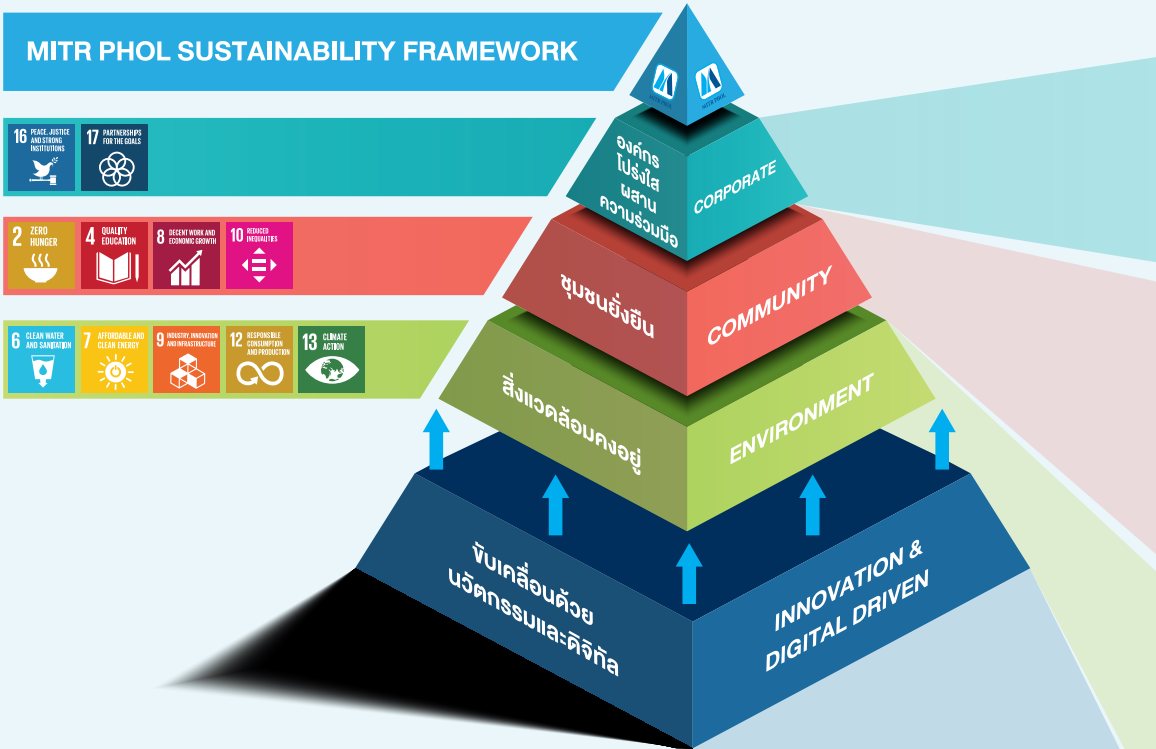 MITR PHOL SUSTAINABILITY FRAMEWORK
MITR PHOL
MITR PHOL
16 PEACE, JUSTICE
AND STRONG
INSTITUTIONS
17 PARTNERSHIPS
FOR THE GOALS
องค์กร
โปร่งใส
ผสาน
ความร่วมมือ
CORPORATE
2 ZERO
HUNGER
4 QUALITY
EDUCATION
8 DECENT WORK AND
ECONOMIC GROWTH
10 REDUCED
INEQUALITIES
ชุมชนยั่งยืน
COMMUNITY
6 CLEAN WATER
AND SANITATION
7 AFFORDABLE AND
CLEAN ENERGY
9 INDUSTRY, INNOVATION
AND INFRASTRUCTURE
12 RESPONSIBLE
CONSUMPTION
AND PRODUCTION
13 CLIMATE
ACTION
สิ่งแวดล้อมคงอยู่
ENVIRONMENT
ขับเคลื่อนด้วย
นวัตกรรมและดิจิทัล
INNOVATION &
DIGITAL DRIVEN